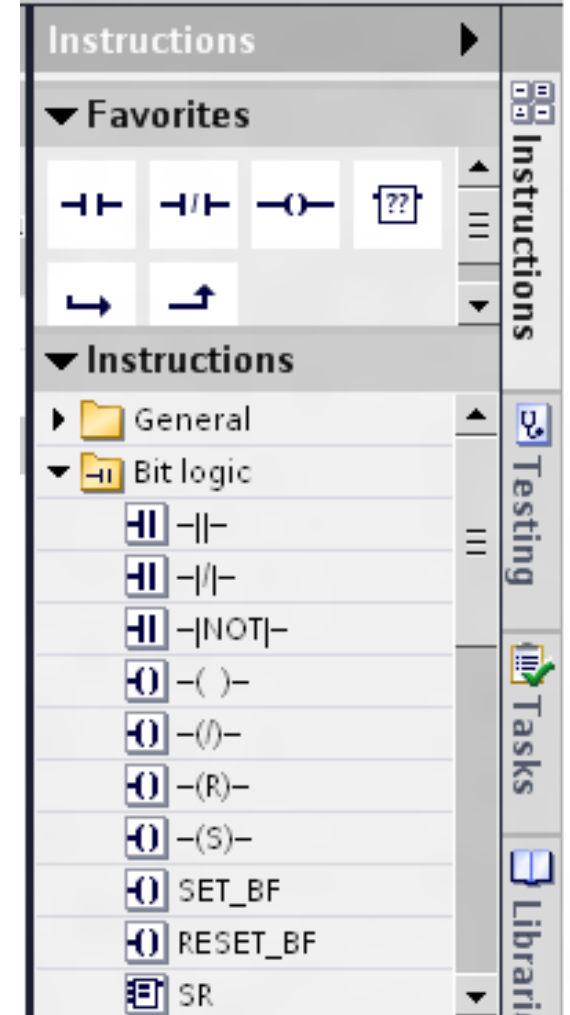 Instructions
Favorites
??
Instructions
General
Bit logic
–||–
–|/|–
–|NOT|–
–( )–
–(/)–
–(R)–
–(S)–
SET_BF
RESET_BF
SR
Instructions
Testing
Tasks